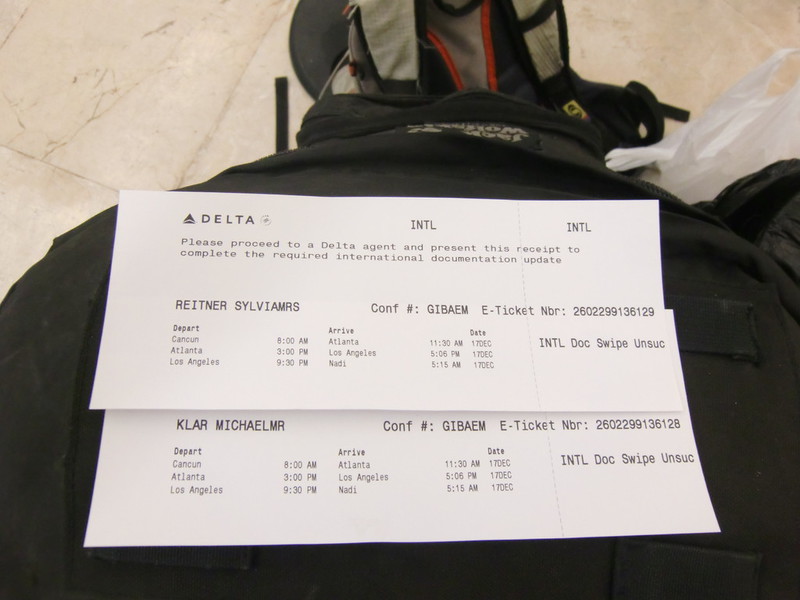 Jack Wolfskin
DELTA INTL INTL
Please proceed to a Delta agent and present this receipt to
complete the required international documentation update
REITNER SYLVIAMRS Conf #: GIBAEM E-Ticket Nbr: 2602299136129
Depart Arrive Date
Cancun 8:00 AM Atlanta 11:30 AM 17DEC
Atlanta 3:00 PM Los Angeles 5:06 PM 17DEC
Los Angeles 9:30 PM Nadi 5:15 AM 17DEC
INTL Doc Swipe Unsuc
KLAR MICHAELMR Conf #: GIBAEM E-Ticket Nbr: 2602299136128
Depart Arrive Date
Cancun 8:00 AM Atlanta 11:30 AM 17DEC
Atlanta 3:00 PM Los Angeles 5:06 PM 17DEC
Los Angeles 9:30 PM Nadi 5:15 AM 17DEC
INTL Doc Swipe Unsuc